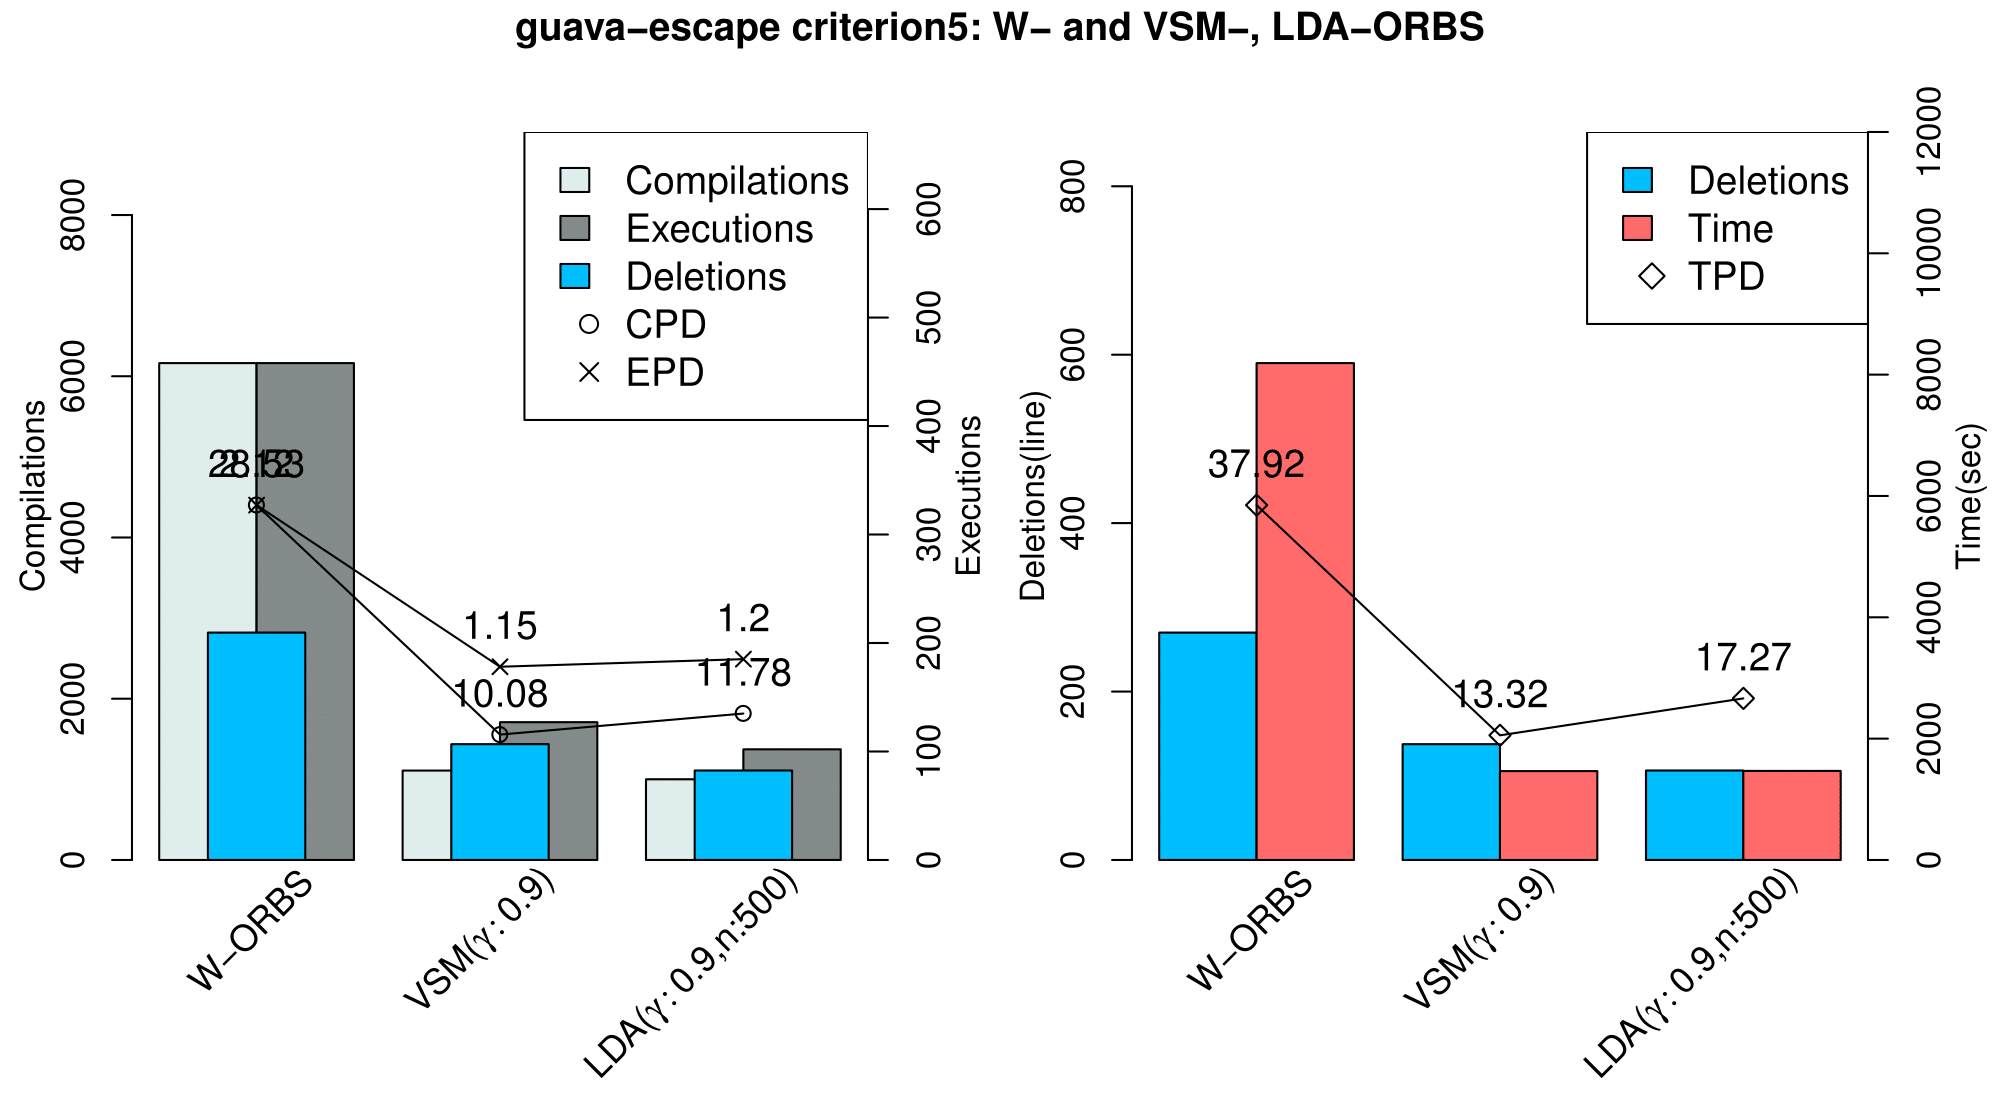 guava−escape criterion5: W− and VSM−, LDA−ORBS
Compilations
0
2000
4000
6000
8000
Compilations
Executions
Deletions
CPD
EPD
1.15
1.2
10.08
11.78
0
100
200
300
400
500
600
Executions
W−ORBS
VSM(γ: 0.9)
LDA(γ: 0.9,n:500)
Deletions(line)
0
200
400
600
800
Deletions
Time
TPD
37.92
13.32
17.27
0
2000
4000
6000
8000
10000
12000
Time(sec)
W−ORBS
VSM(γ: 0.9)
LDA(γ: 0.9,n:500)